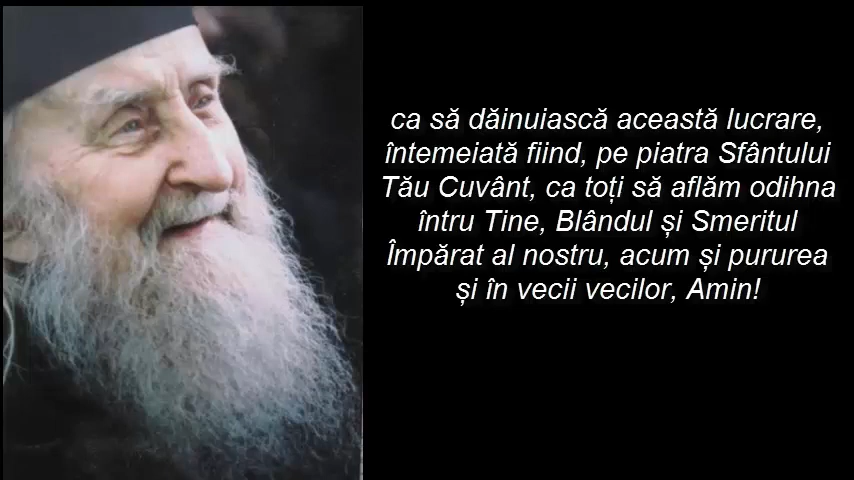 ca să dăinuiască această lucrare,
întemeiată fiind, pe piatra Sfântului
Tău Cuvânt, ca toți să aflăm odihna
întru Tine, Blândul și Smeritul
Împărat al nostru, acum și pururea
și în vecii vecilor, Amin!